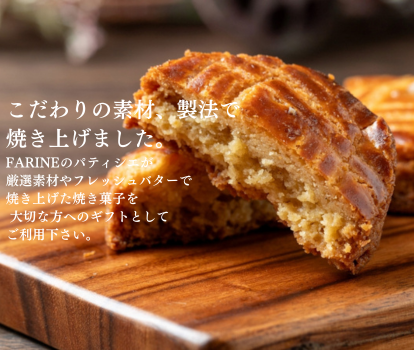 こだわりの素材、製法で
焼き上げました。
FARINEのパティシエが
厳選素材やフレッシュバターで
焼き上げた焼き菓子を
大切な方へのギフトとして
ご利用下さい。